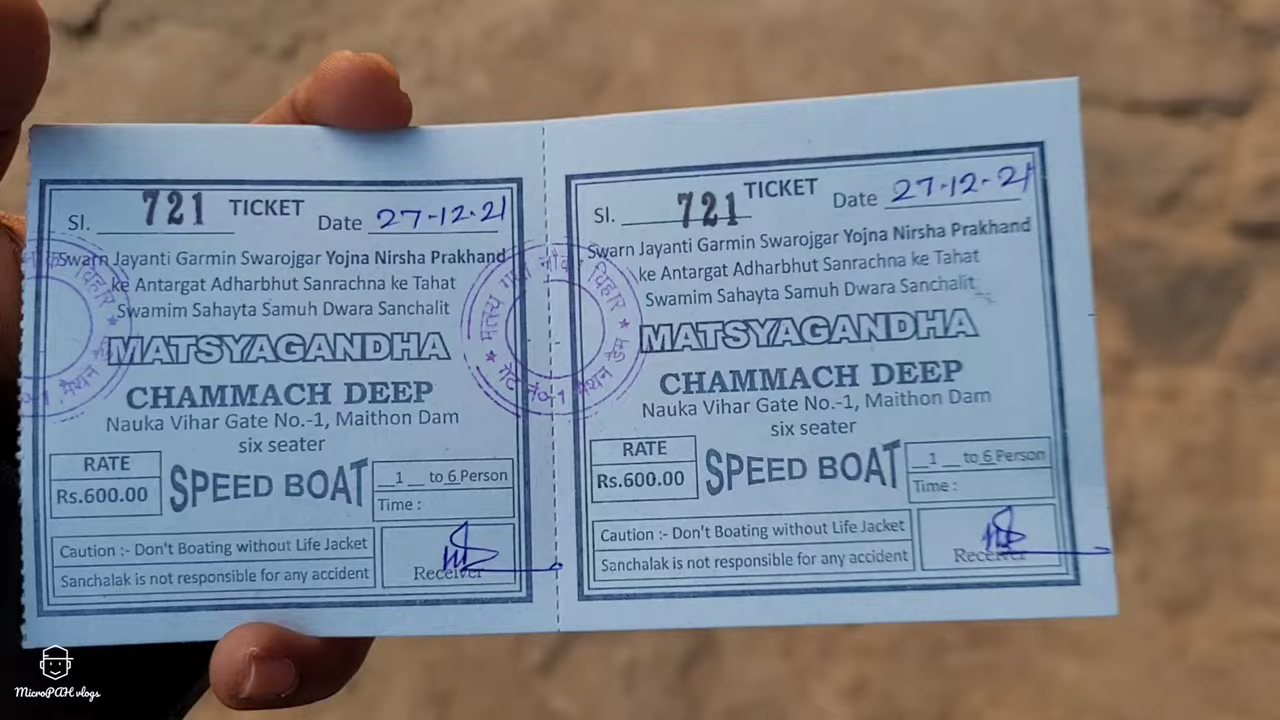 Sl. 721 TICKET Date 27-12-21
Swarn Jayanti Garmin Swarojgar Yojna Nirsha Prakhand
ke Antargat Adharbhut Sanrachna ke Tahat
Swamim Sahayta Samuh Dwara Sanchalit
MATSYAGANDHA
CHAMMACH DEEP
Nauka Vihar Gate No.-1, Maithon Dam
six seater
RATE
Rs.600.00
SPEED BOAT
1 to 6 Person
Time :
Caution :- Don't Boating without Life Jacket
Sanchalak is not responsible for any accident
Receiver
विहार * मैथन डैम
मत्स्य गंधा नौका विहार * गेट नं०-1 मैथन डैम *
Sl. 721 TICKET Date 27-12-21
Swarn Jayanti Garmin Swarojgar Yojna Nirsha Prakhand
ke Antargat Adharbhut Sanrachna ke Tahat
Swamim Sahayta Samuh Dwara Sanchalit
MATSYAGANDHA
CHAMMACH DEEP
Nauka Vihar Gate No.-1, Maithon Dam
six seater
RATE
Rs.600.00
SPEED BOAT
1 to 6 Person
Time :
Caution :- Don't Boating without Life Jacket
Sanchalak is not responsible for any accident
Receiver
MicroPAH vlogs